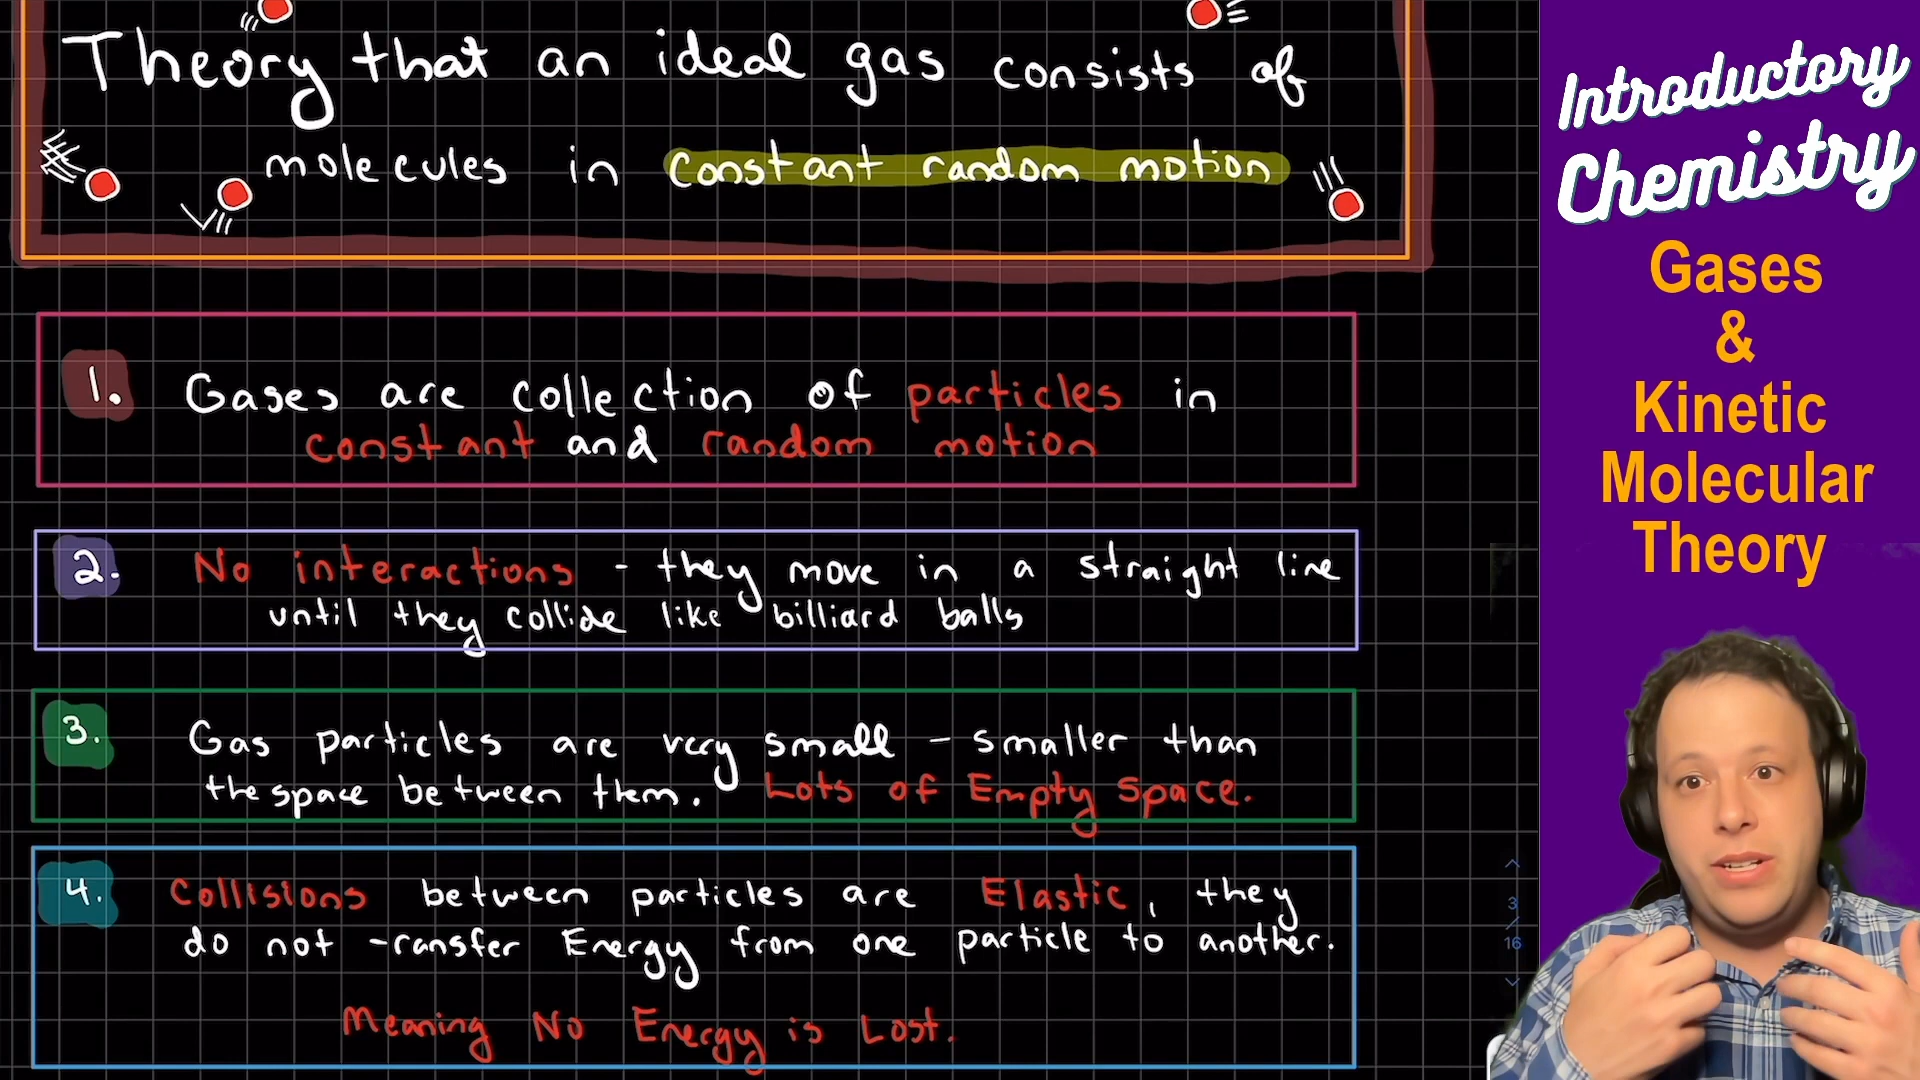 Theory that an ideal gas consists of
molecules in constant random motion
1. Gases are collection of particles in
constant and random motion
2. No interactions - they move in a straight line
until they collide like billiard balls
3. Gas particles are very small - smaller than
the space between them. Lots of Empty Space.
4. Collisions between particles are Elastic, they
do not -ransfer Energy from one particle to another.
Meaning No Energy is Lost.
Introductory
Chemistry
Gases
&
Kinetic
Molecular
Theory
3
/
16